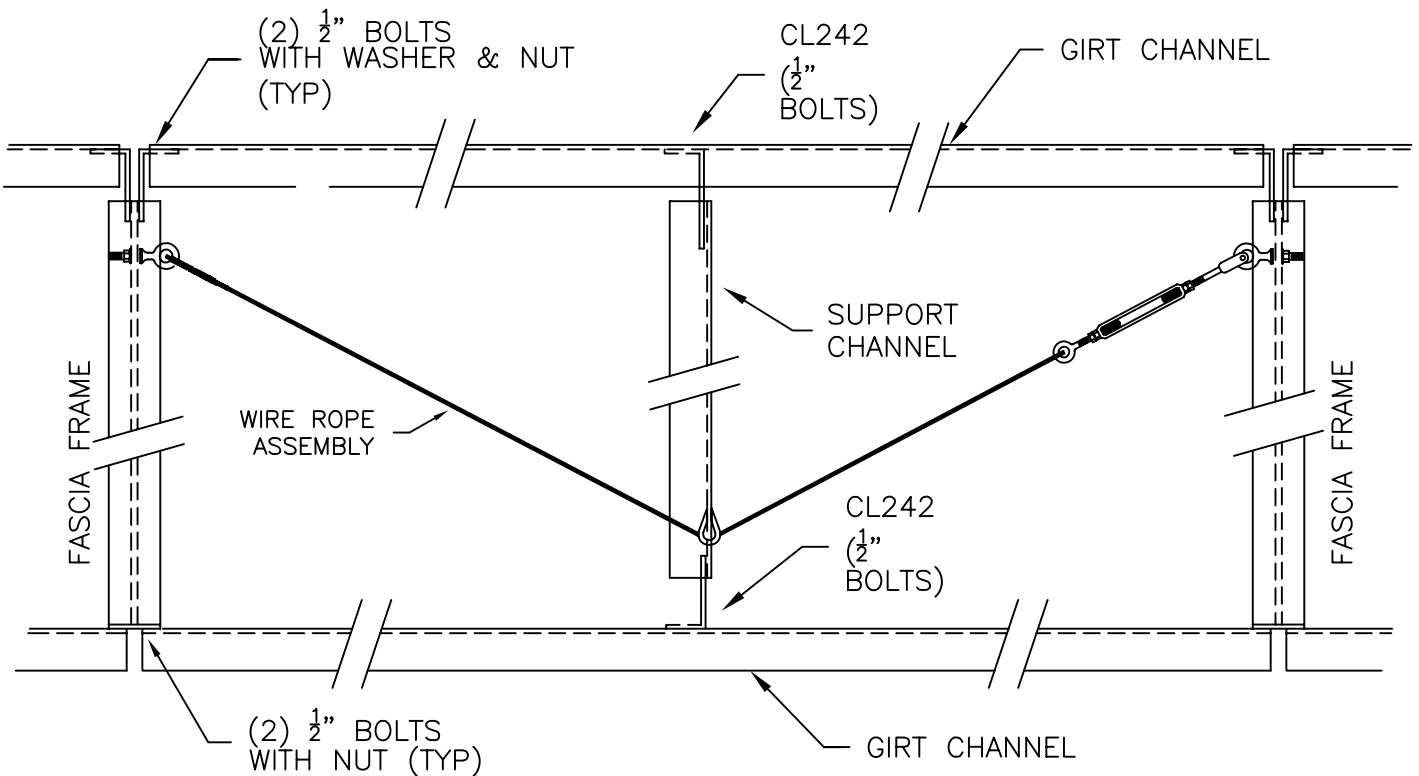 (2) ½” BOLTS
WITH WASHER & NUT
(TYP)
CL242
(½”
BOLTS)
GIRT CHANNEL
SUPPORT
CHANNEL
FASCIA FRAME
WIRE ROPE
ASSEMBLY
FASCIA FRAME
CL242
(½”
BOLTS)
(2) ½” BOLTS
WITH NUT (TYP)
GIRT CHANNEL